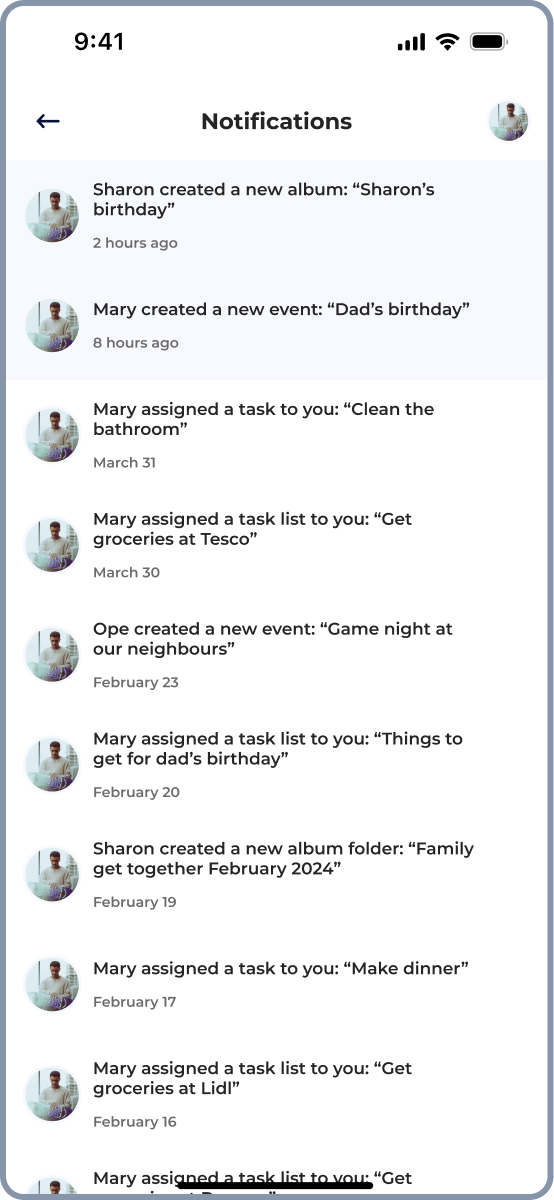 9:41
Notifications
Sharon created a new album: “Sharon’s
birthday”
2 hours ago
Mary created a new event: “Dad’s birthday”
8 hours ago
Mary assigned a task to you: “Clean the
bathroom”
March 31
Mary assigned a task list to you: “Get
groceries at Tesco”
March 30
Ope created a new event: “Game night at
our neighbours”
February 23
Mary assigned a task list to you: “Things to
get for dad’s birthday”
February 20
Sharon created a new album folder: “Family
get together February 2024”
February 19
Mary assigned a task to you: “Make dinner”
February 17
Mary assigned a task list to you: “Get
groceries at Lidl”
February 16
Mary assigned a task list to you: “Get